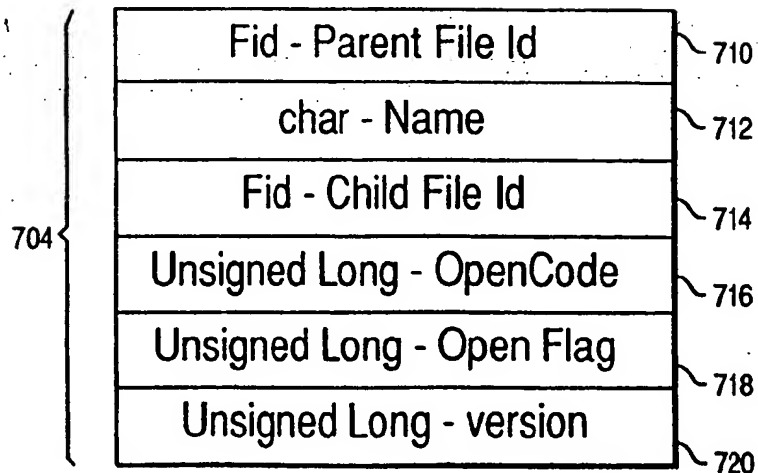 Fid - Parent File Id 710
char - Name 712
Fid - Child File Id 714
704
Unsigned Long - OpenCode 716
Unsigned Long - Open Flag 718
Unsigned Long - version 720